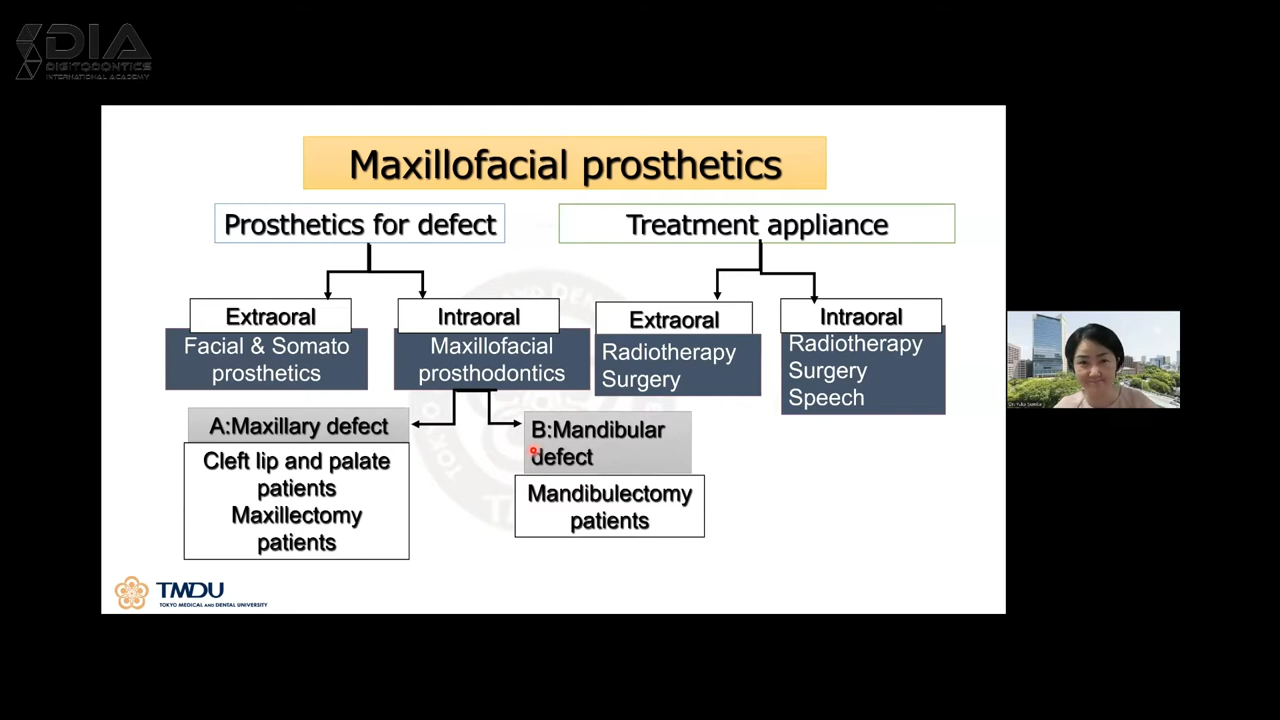 DIA
DIGITODONTICS
INTERNATIONAL ACADEMY
Maxillofacial prosthetics
Prosthetics for defect
Treatment appliance
Extraoral
Facial & Somato
prosthetics
Intraoral
Maxillofacial
prosthodontics
Extraoral
Radiotherapy
Surgery
Intraoral
Radiotherapy
Surgery
Speech
A:Maxillary defect
Cleft lip and palate
patients
Maxillectomy
patients
B:Mandibular
defect
Mandibulectomy
patients
TMDU
TOKYO MEDICAL AND DENTAL UNIVERSITY